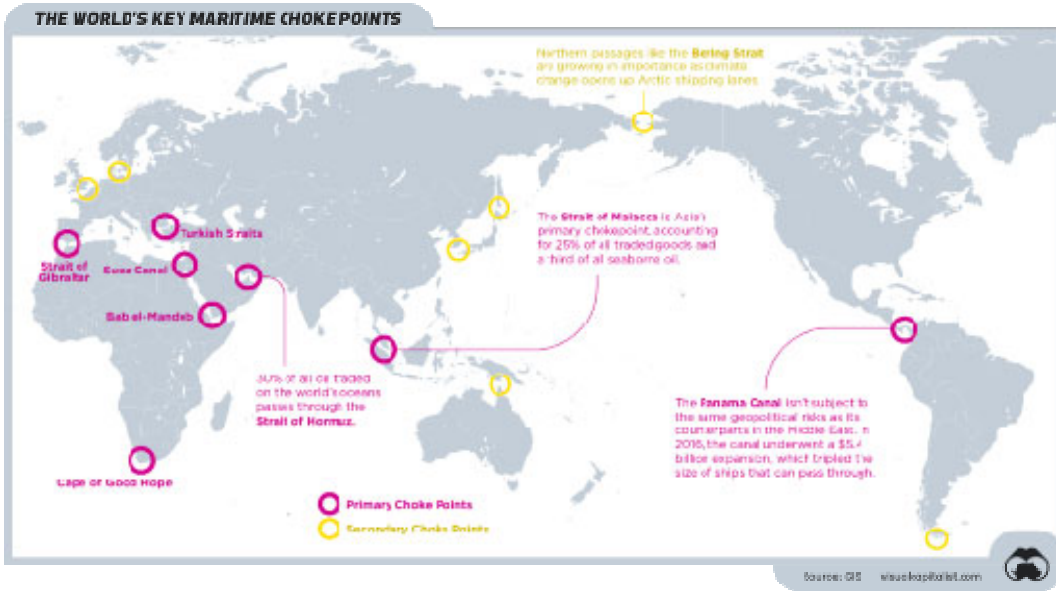 THE WORLD'S KEY MARITIME CHOKEPOINTS
Northern passages like the Bering Strait
are growing in importance as climate
change opens up Arctic shipping lanes
Turkish Straits
Strait of
Gibraltar
Suez Canal
Bab el-Mandeb
The Strait of Malacca is Asia's
primary chokepoint, accounting
for 25% of all traded goods and
a third of all seaborne oil.
30% of all oil traded
on the world's oceans
passes through the
Strait of Hormuz.
The Panama Canal isn't subject to
the same geopolitical risks as its
counterparts in the Middle East. In
2016, the canal underwent a $5.4
billion expansion, which tripled the
size of ships that can pass through.
Cape of Good Hope
Primary Choke Points
Secondary Choke Points
Source: GIS visualcapitalist.com